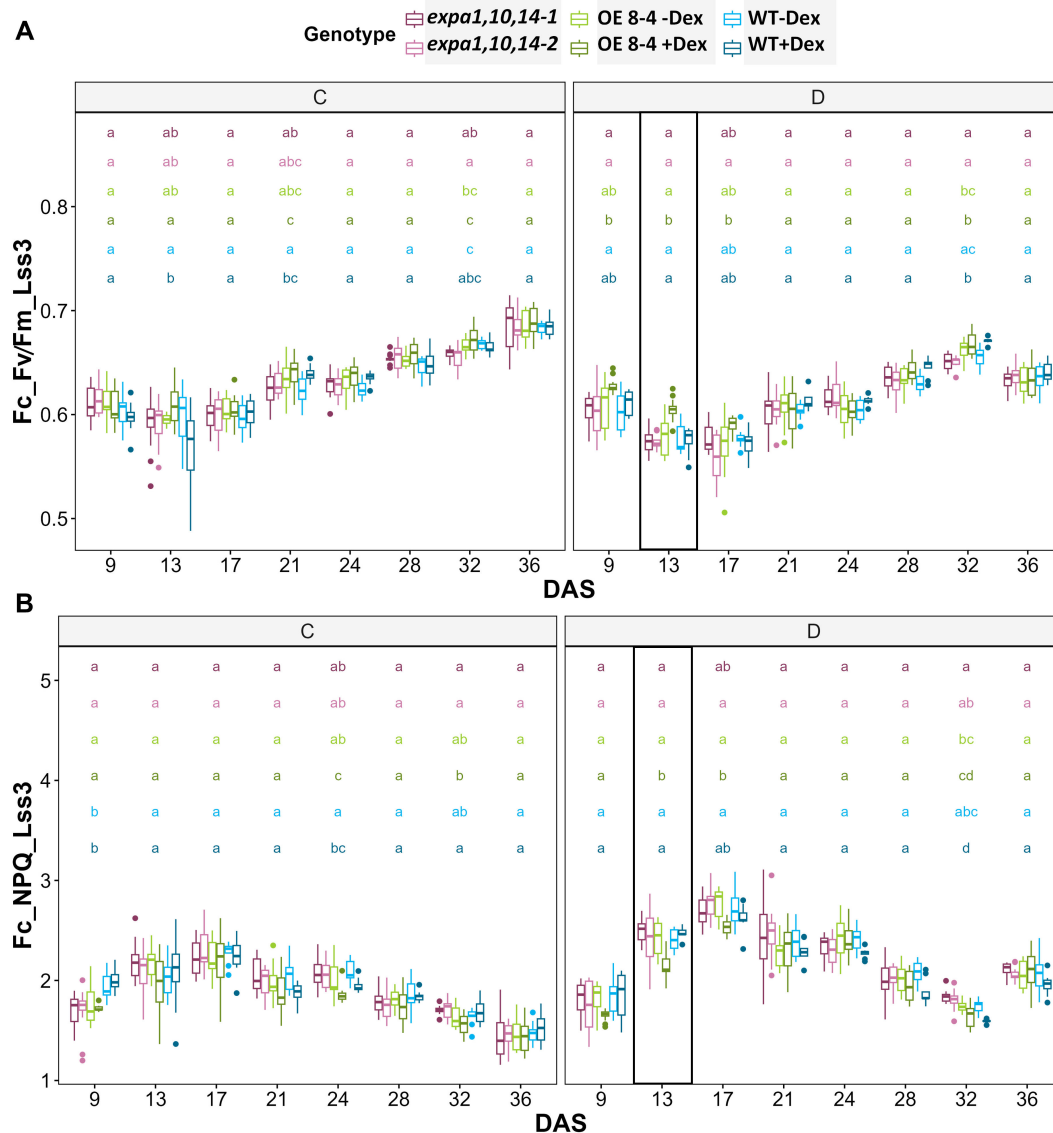 A
Genotype
expa1,10,14-1 OE 8-4 -Dex WT-Dex
expa1,10,14-2 OE 8-4 +Dex WT+Dex
C D
a ab a ab a a ab a a a a a a a a a
a ab a abc a a a a a a a a a a a a
a ab a abc a a bc a ab a ab a a a bc a
a a a c a a c a b b b a a a b a
a a a a a a c a a a ab a a a ac a
a b a bc a a abc a ab a ab a a a b a
Fc_Fv/Fm_Lss3
0.8
0.7
0.6
0.5
9 13 17 21 24 28 32 36 9 13 17 21 24 28 32 36
DAS
B
C D
a a a a ab a a a a a ab a a a a a
a a a a ab a a a a a a a a a ab a
a a a a ab a ab a a a a a a a bc a
a a a a c a b a a b b a a a cd a
b a a a a a ab a a a a a a a abc a
b a a a bc a a a a a ab a a a d a
Fc_NPQ_Lss3
5
4
3
2
1
9 13 17 21 24 28 32 36 9 13 17 21 24 28 32 36
DAS